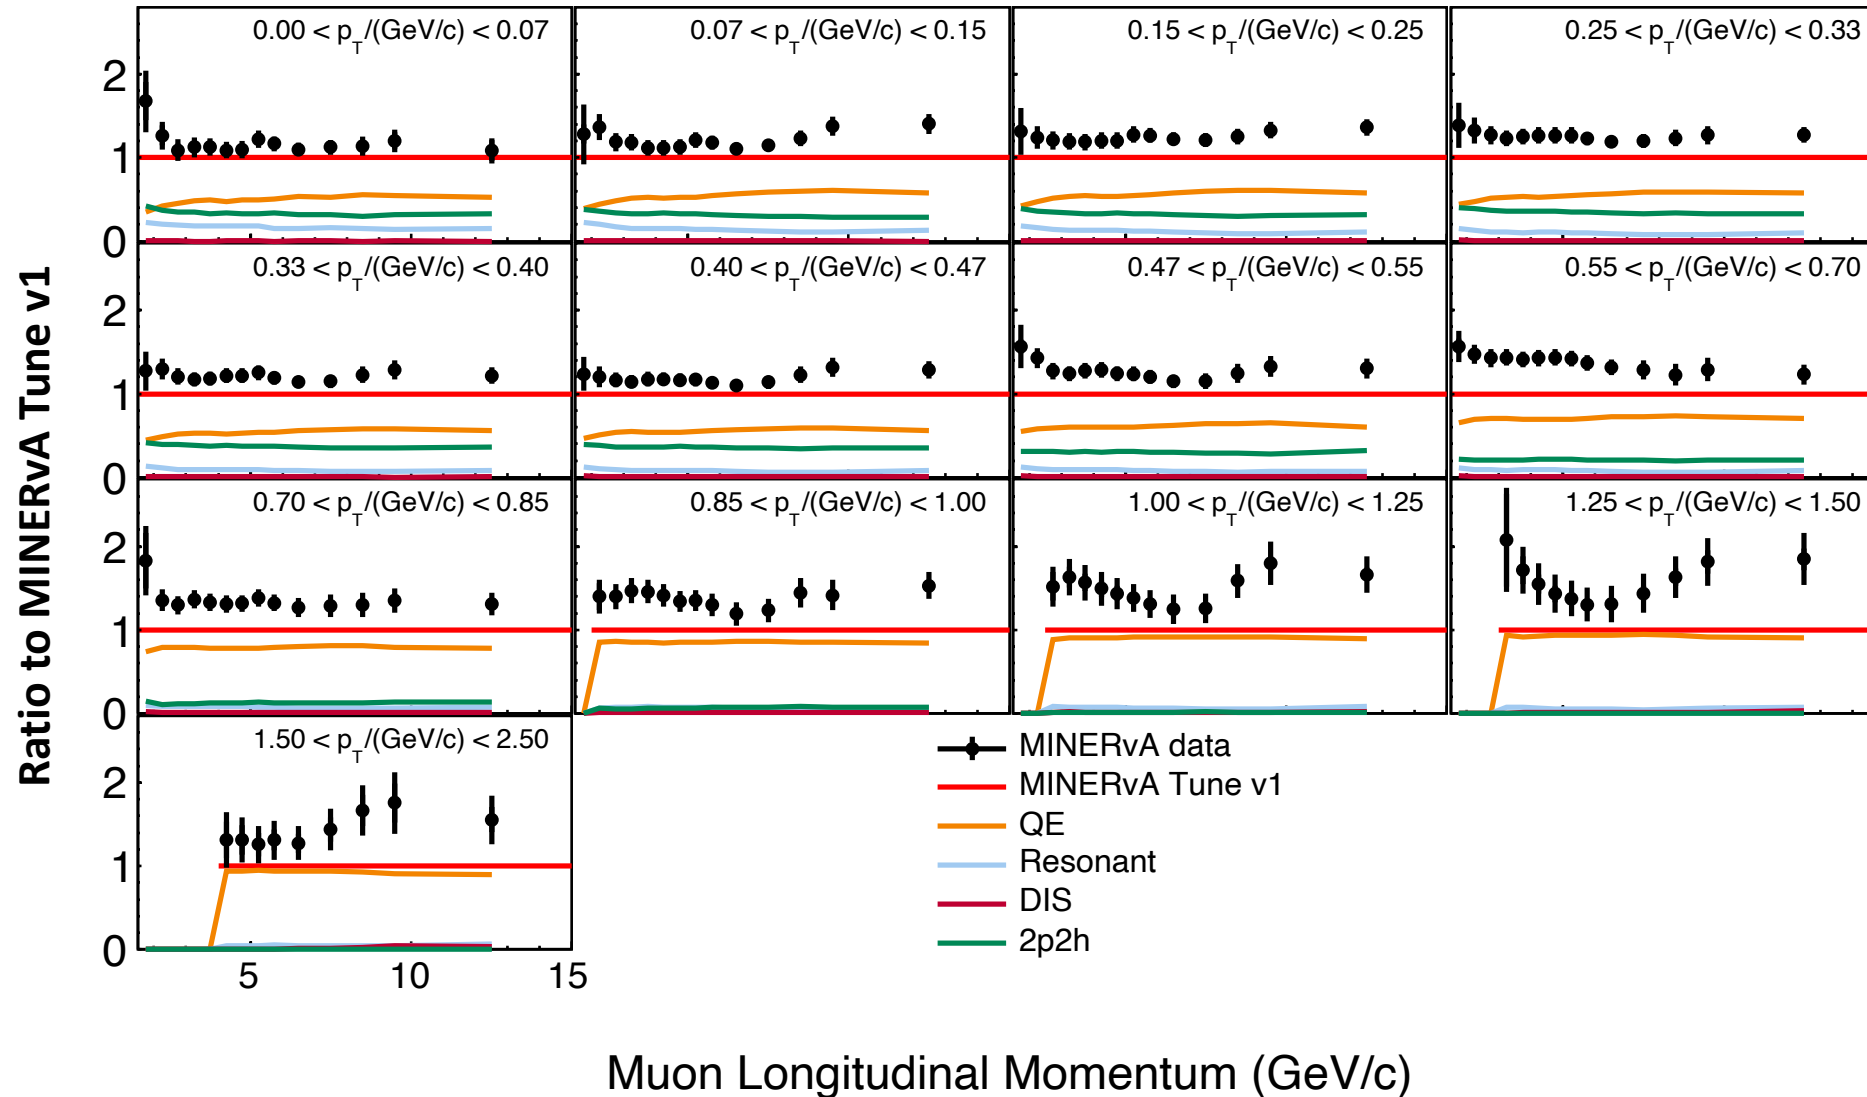 Ratio to MINERvA Tune v1
0.00 < p_T/(GeV/c) < 0.07
0.07 < p_T/(GeV/c) < 0.15
0.15 < p_T/(GeV/c) < 0.25
0.25 < p_T/(GeV/c) < 0.33
2
1
0
0.33 < p_T/(GeV/c) < 0.40
0.40 < p_T/(GeV/c) < 0.47
0.47 < p_T/(GeV/c) < 0.55
0.55 < p_T/(GeV/c) < 0.70
2
1
0
0.70 < p_T/(GeV/c) < 0.85
0.85 < p_T/(GeV/c) < 1.00
1.00 < p_T/(GeV/c) < 1.25
1.25 < p_T/(GeV/c) < 1.50
2
1
0
1.50 < p_T/(GeV/c) < 2.50
2
1
0
5 10 15
MINERvA data
MINERvA Tune v1
QE
Resonant
DIS
2p2h
Muon Longitudinal Momentum (GeV/c)